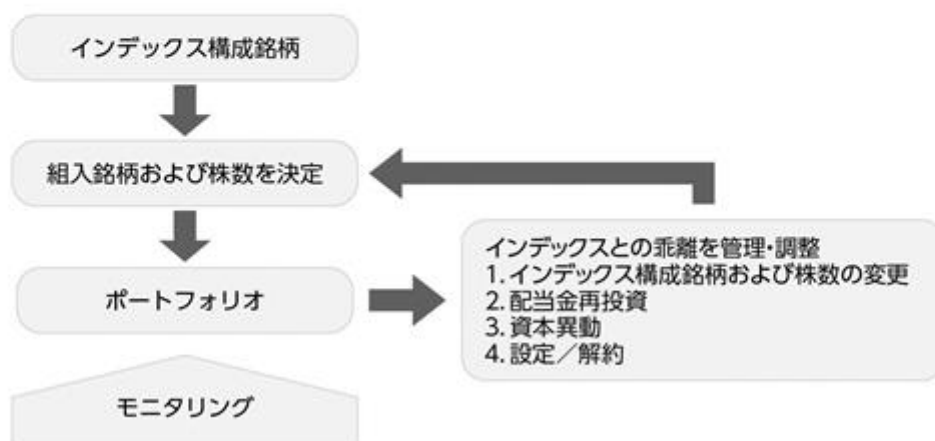 インデックス構成銘柄
組入銘柄および株数を決定
インデックスとの乖離を管理・調整
1.インデックス構成銘柄および株数の変更
2.配当金再投資
3.資本異動
4.設定／解約
ポートフォリオ
モニタリング